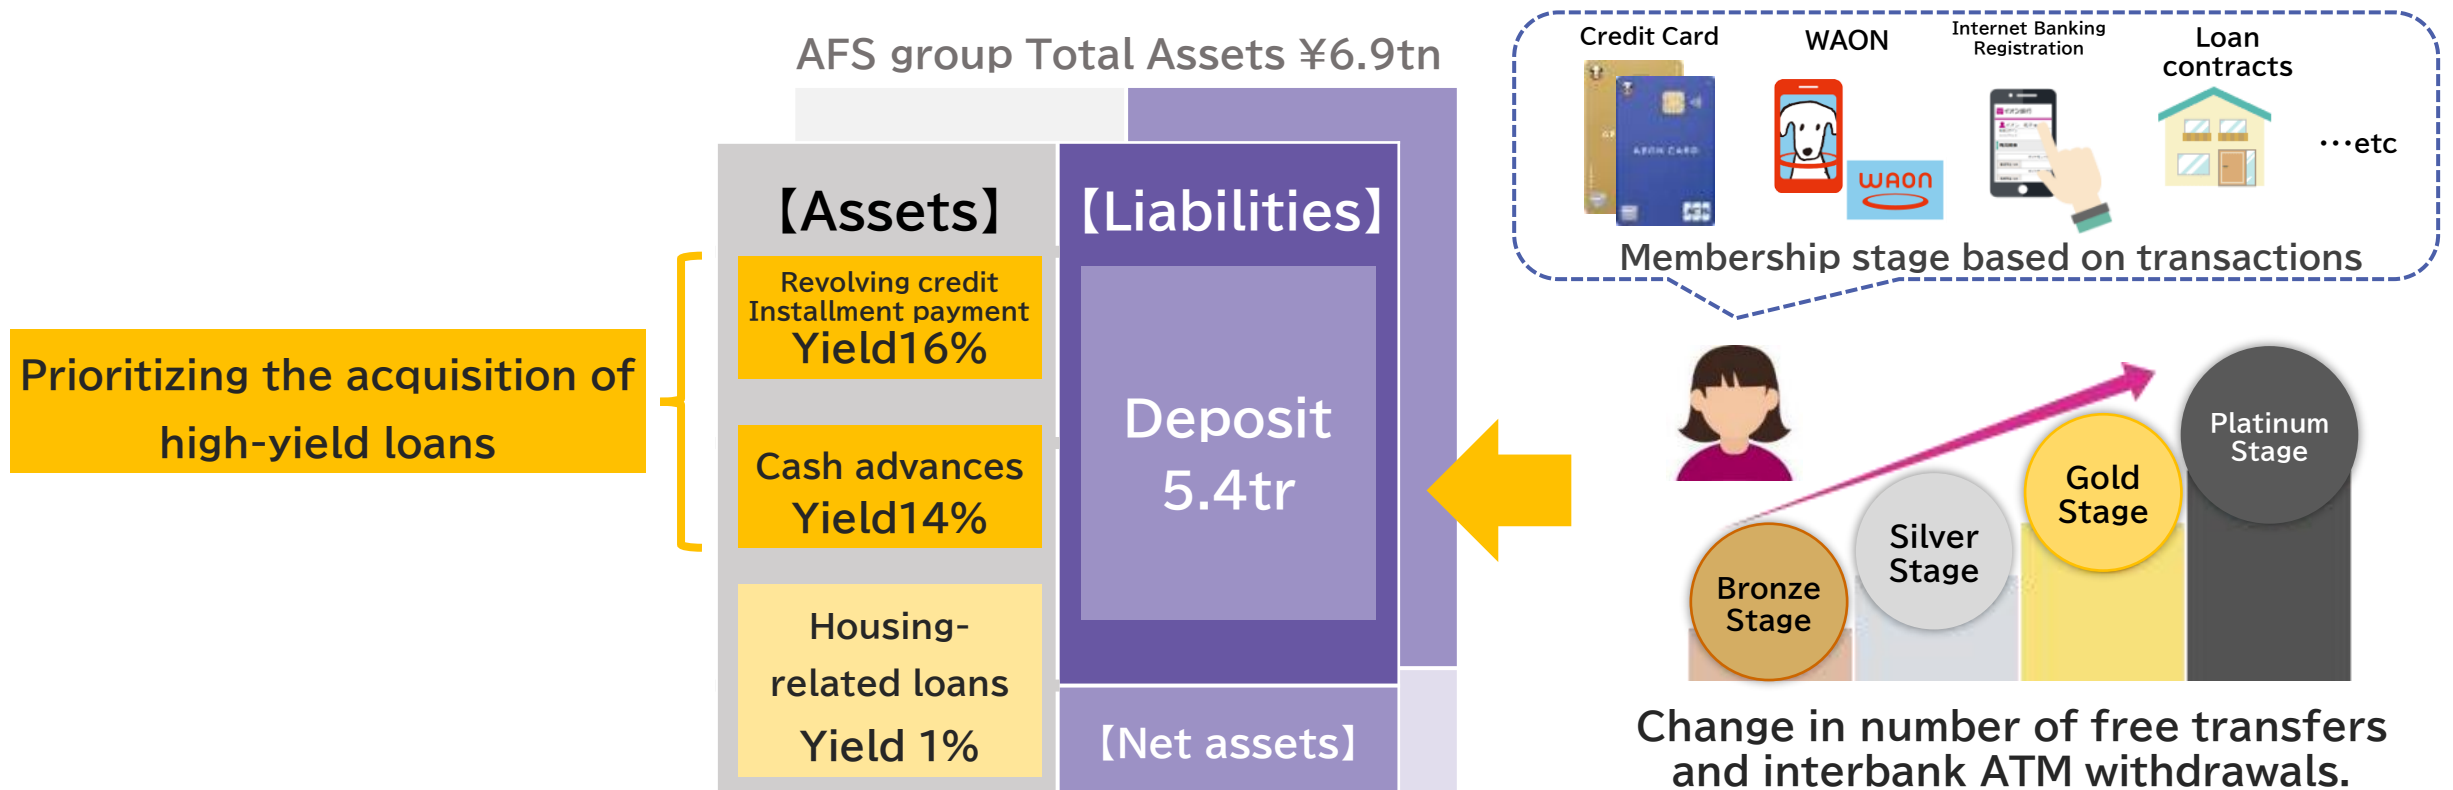 AFS group Total Assets ¥6.9tn
Prioritizing the acquisition of
high-yield loans
【Assets】
Revolving credit
Installment payment
Yield16%
Cash advances
Yield14%
Housing-
related loans
Yield 1%
【Liabilities】
Deposit
5.4tr
【Net assets】
Credit Card
AEON CARD
WAON
WAON
Internet Banking
Registration
Loan
contracts
…etc
Membership stage based on transactions
Bronze
Stage
Silver
Stage
Gold
Stage
Platinum
Stage
Change in number of free transfers
and interbank ATM withdrawals.